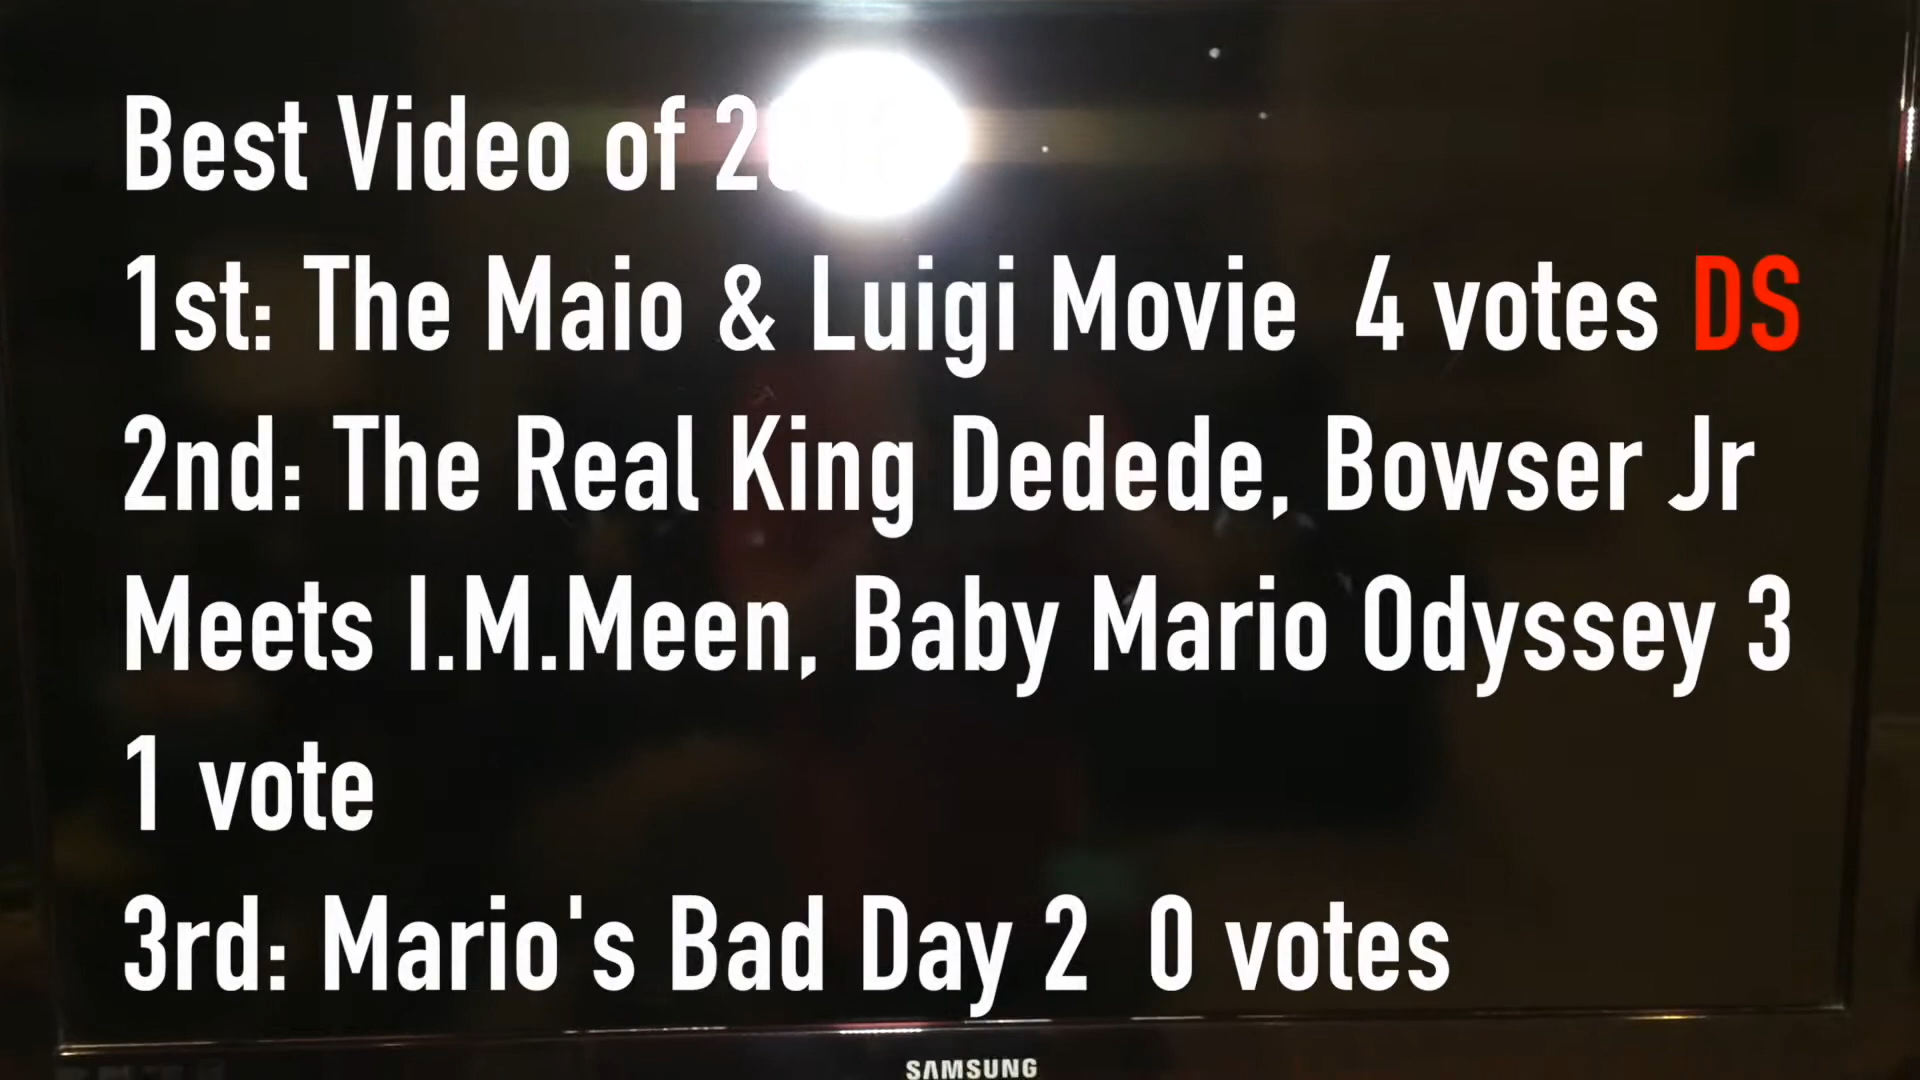 Best Video of
1st: The Maio & Luigi Movie 4 votes DS
2nd: The Real King Dedede, Bowser Jr
Meets I.M.Meen, Baby Mario Odyssey 3
1 vote
3rd: Mario's Bad Day 2 0 votes
SAMSUNG